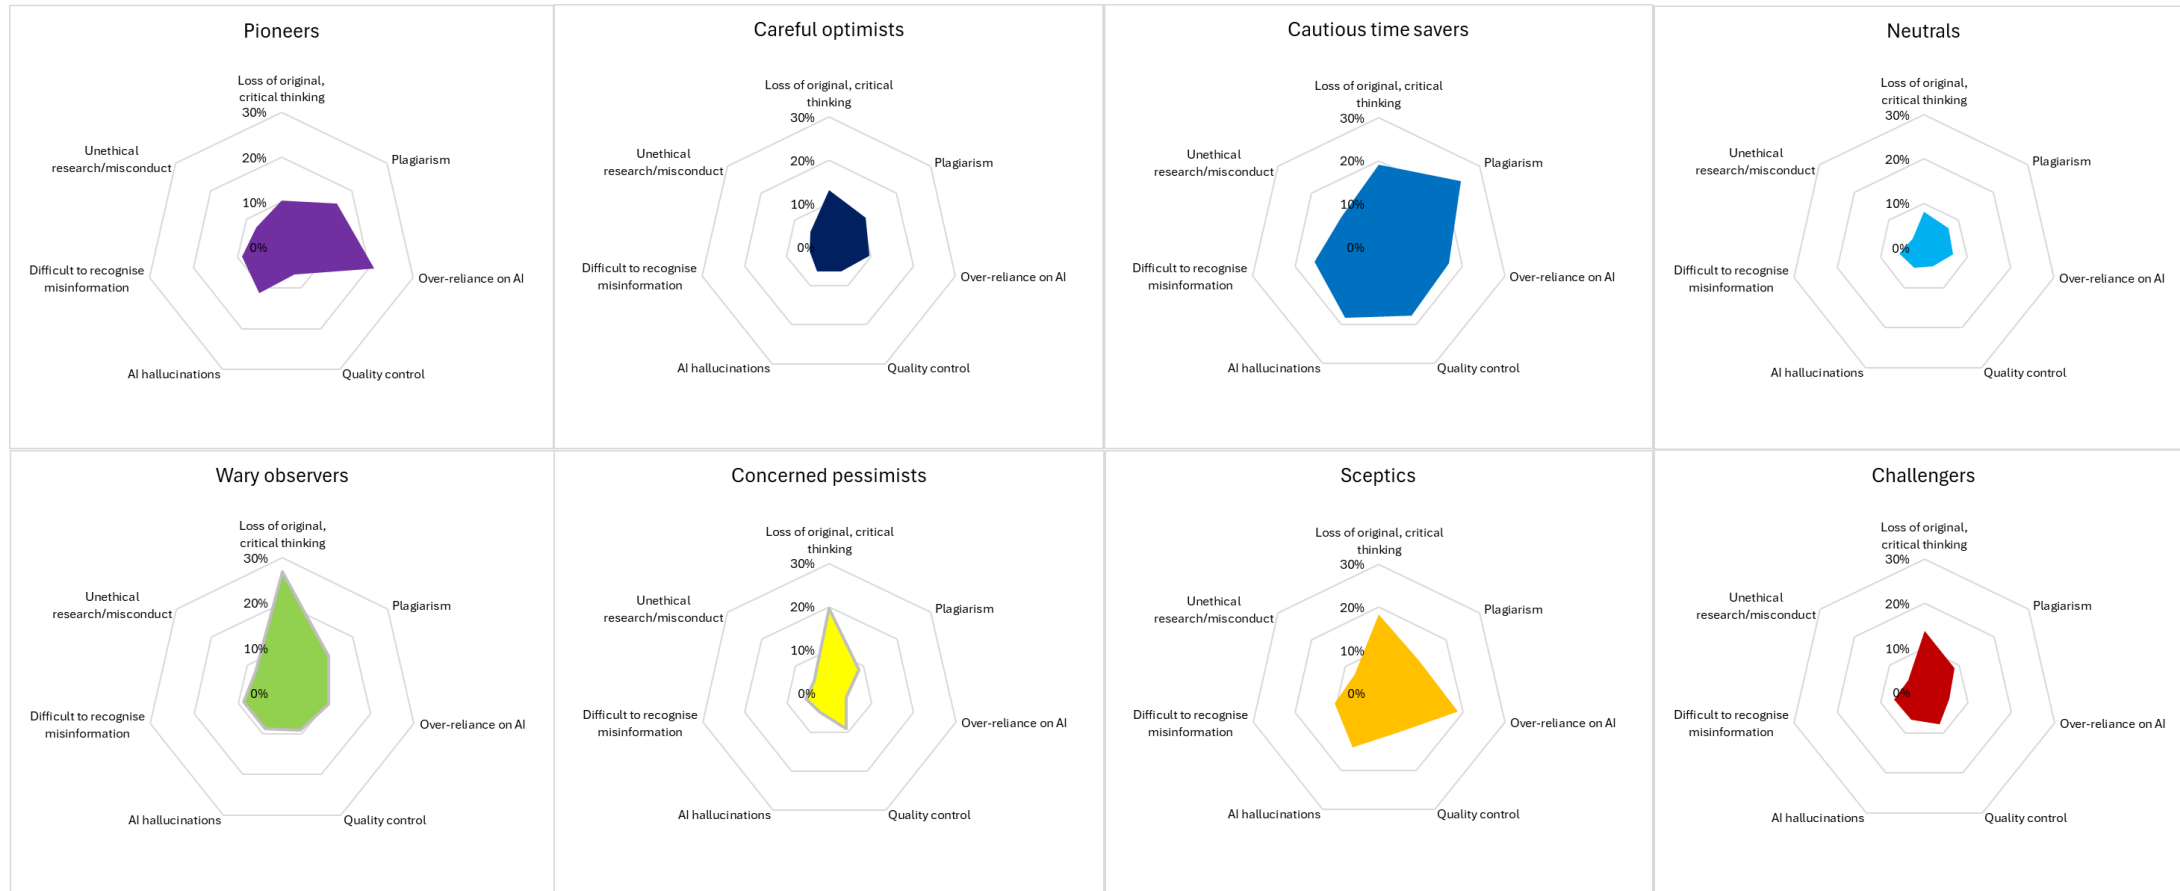 Pioneers
Loss of original,
critical thinking
30%
20%
10%
0%
Plagiarism
Over-reliance on AI
Quality control
AI hallucinations
Difficult to recognise
misinformation
Unethical
research/misconduct
Careful optimists
Loss of original, critical
thinking
30%
20%
10%
0%
Plagiarism
Over-reliance on AI
Quality control
AI hallucinations
Difficult to recognise
misinformation
Unethical
research/misconduct
Cautious time savers
Loss of original, critical
thinking
30%
20%
10%
0%
Plagiarism
Over-reliance on AI
Quality control
AI hallucinations
Difficult to recognise
misinformation
Unethical
research/misconduct
Neutrals
Loss of original,
critical thinking
30%
20%
10%
0%
Plagiarism
Over-reliance on AI
Quality control
AI hallucinations
Difficult to recognise
misinformation
Unethical
research/misconduct
Wary observers
Loss of original,
critical thinking
30%
20%
10%
0%
Plagiarism
Over-reliance on AI
Quality control
AI hallucinations
Difficult to recognise
misinformation
Unethical
research/misconduct
Concerned pessimists
Loss of original, critical
thinking
30%
20%
10%
0%
Plagiarism
Over-reliance on AI
Quality control
AI hallucinations
Difficult to recognise
misinformation
Unethical
research/misconduct
Sceptics
Loss of original, critical
thinking
30%
20%
10%
0%
Plagiarism
Over-reliance on AI
Quality control
AI hallucinations
Difficult to recognise
misinformation
Unethical
research/misconduct
Challengers
Loss of original,
critical thinking
30%
20%
10%
0%
Plagiarism
Over-reliance on AI
Quality control
AI hallucinations
Difficult to recognise
misinformation
Unethical
research/misconduct